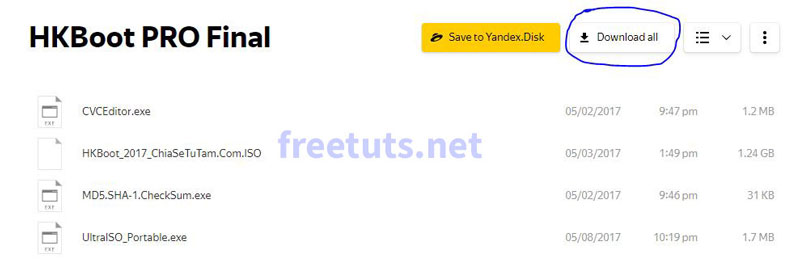 HKBoot PRO Final
Save to Yandex.Disk
Download all
CVCEditor.exe 05/02/2017 9:47 pm 1.2 MB
HKBoot_2017_ChiaSeTuTam.Com.ISO 05/03/2017 1:49 pm 1.24 GB
freetuts.net
MD5.SHA-1.CheckSum.exe 05/02/2017 9:46 pm 31 KB
UltraISO_Portable.exe 05/08/2017 10:19 pm 1.7 MB